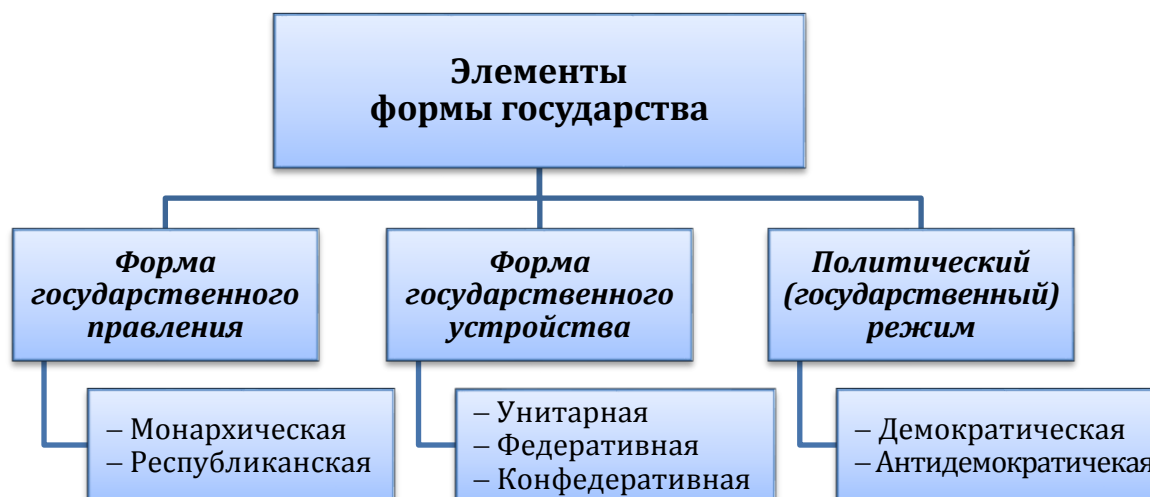 Элементы
формы государства
Форма
государственного
правления
Форма
государственного
устройства
Политический
(государственный)
режим
– Монархическая
– Республиканская
– Унитарная
– Федеративная
– Конфедеративная
– Демократическая
– Антидемократичекая